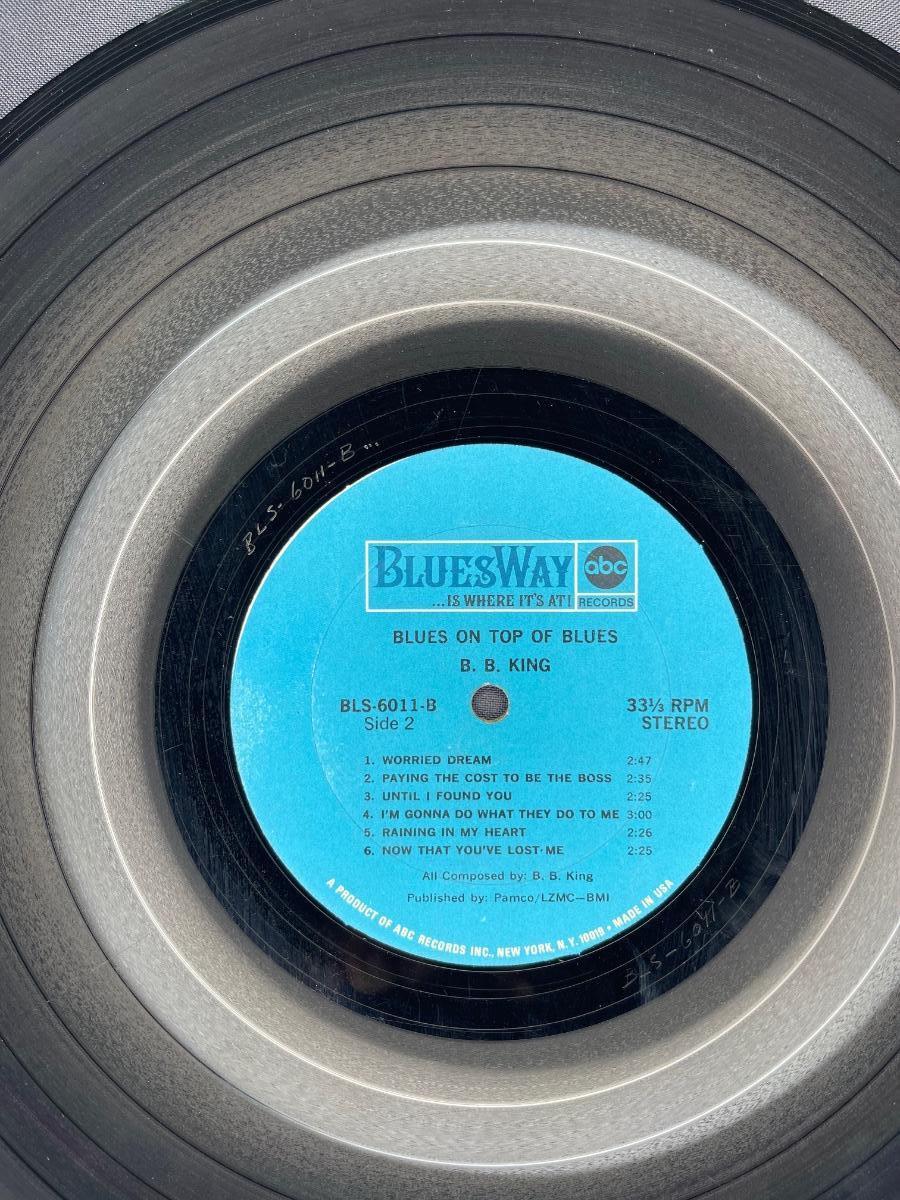 BLS-6011-B...
BLUESWAY abc
...IS WHERE IT'S AT! RECORDS
BLUES ON TOP OF BLUES
B. B. KING
BLS-6011-B 33⅓ RPM
Side 2 STEREO
1. WORRIED DREAM 2:47
2. PAYING THE COST TO BE THE BOSS 2:35
3. UNTIL I FOUND YOU 2:25
4. I'M GONNA DO WHAT THEY DO TO ME 3:00
5. RAINING IN MY HEART 2:26
6. NOW THAT YOU'VE LOST ME 2:25
All Composed by: B. B. King
Published by: Pamco/LZMC—BMI
A PRODUCT OF ABC RECORDS INC., NEW YORK, N.Y. 10019 • MADE IN USA
BLS-6011-B